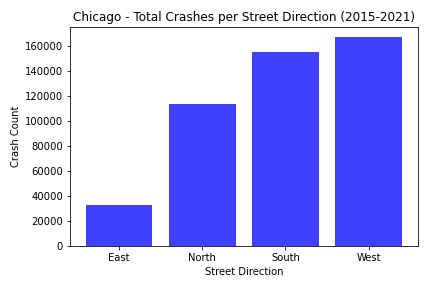 Chicago - Total Crashes per Street Direction (2015-2021)
160000
140000
120000
100000
80000
60000
40000
20000
0
Crash Count
East North South West
Street Direction